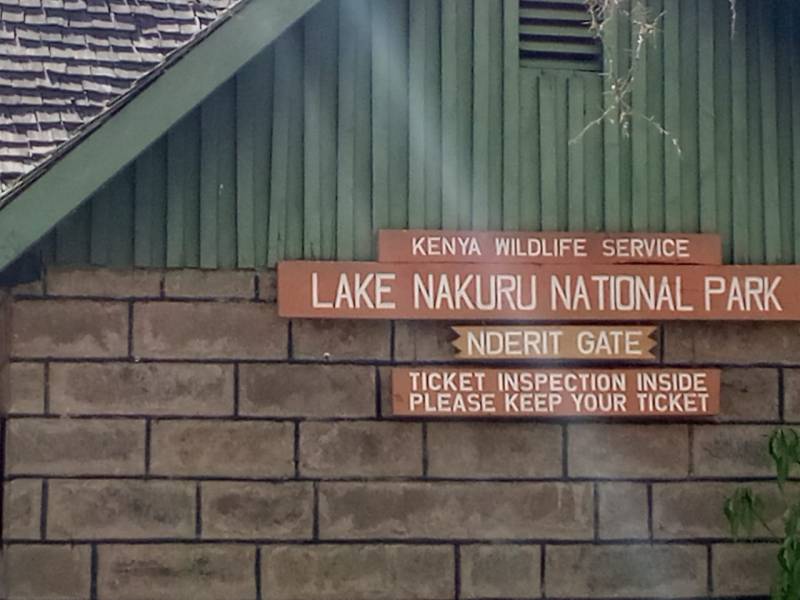 KENYA WILDLIFE SERVICE
LAKE NAKURU NATIONAL PARK
NDERIT GATE
TICKET INSPECTION INSIDE
PLEASE KEEP YOUR TICKET